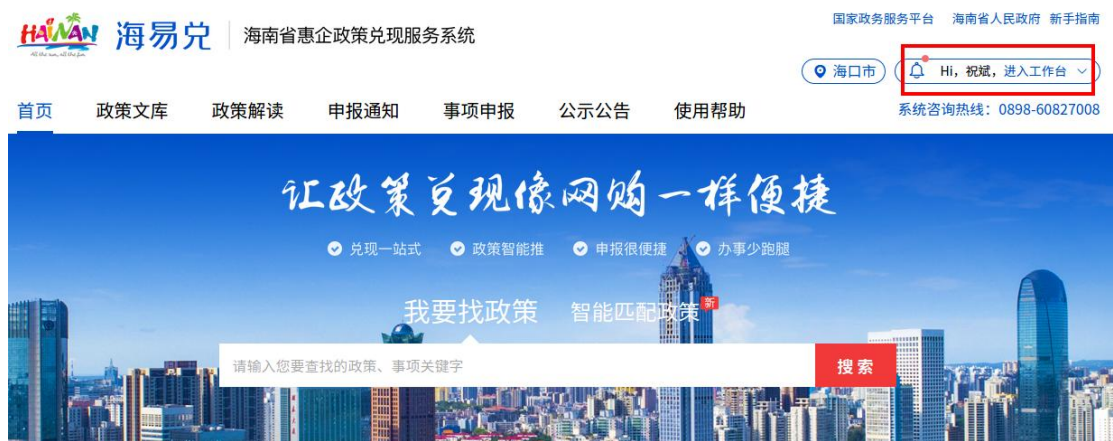 国家政务服务平台 海南省人民政府 新手指南
HAINAN 海易兑 海南省惠企政策兑现服务系统
海口市 Hi，祝斌，进入工作台
首页 政策文库 政策解读 申报通知 事项申报 公示公告 使用帮助 系统咨询热线：0898-60827008
让政策兑现像网购一样便捷
兑现一站式 政策智能推 申报很便捷 办事少跑腿
我要找政策 智能匹配政策 新
请输入您要查找的政策、事项关键字 搜索